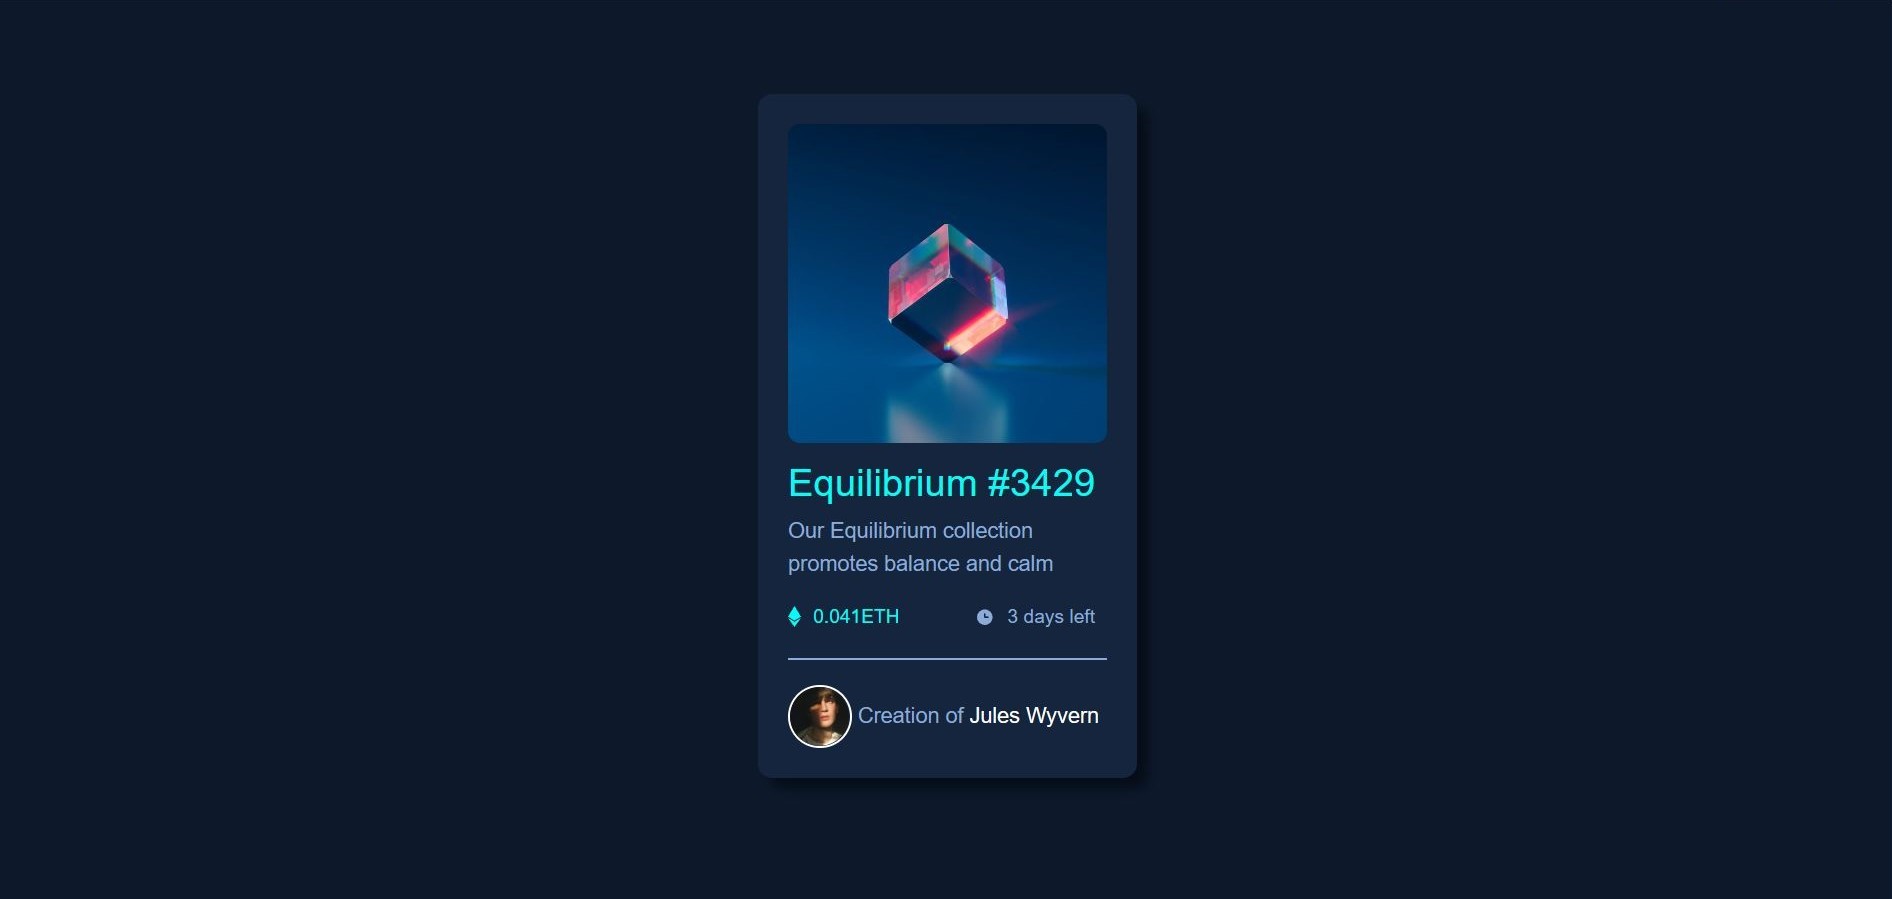 Equilibrium #3429
Our Equilibrium collection
promotes balance and calm
0.041ETH
3 days left
Creation of Jules Wyvern